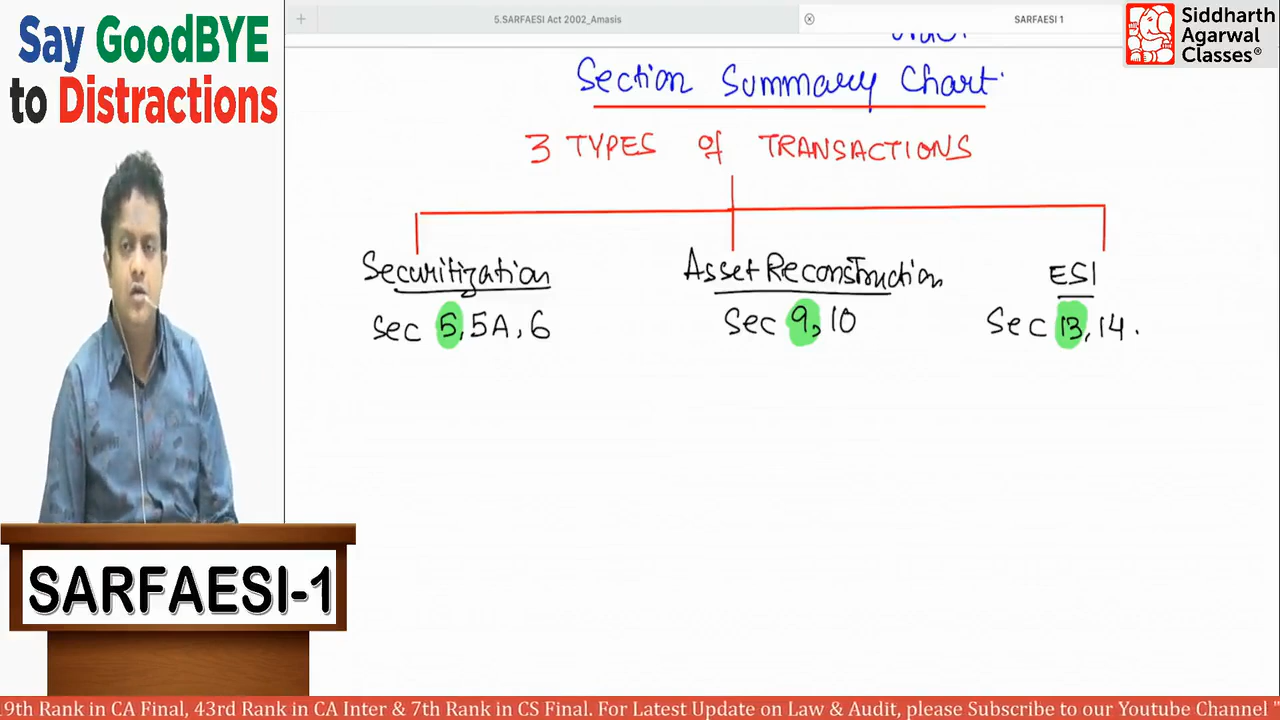 Say GoodBYE
to Distractions
5.SARFAESI Act 2002_Amasis
SARFAESI 1
Siddharth
Agarwal
Classes®
Section Summary Chart
3 TYPES of TRANSACTIONS
Securitization
Sec 5, 5A, 6
Asset Reconstruction
Sec 9, 10
ESI
Sec 13, 14.
SARFAESI-1
9th Rank in CA Final, 43rd Rank in CA Inter & 7th Rank in CS Final. For Latest Update on Law & Audit, please Subscribe to our Youtube Channel "